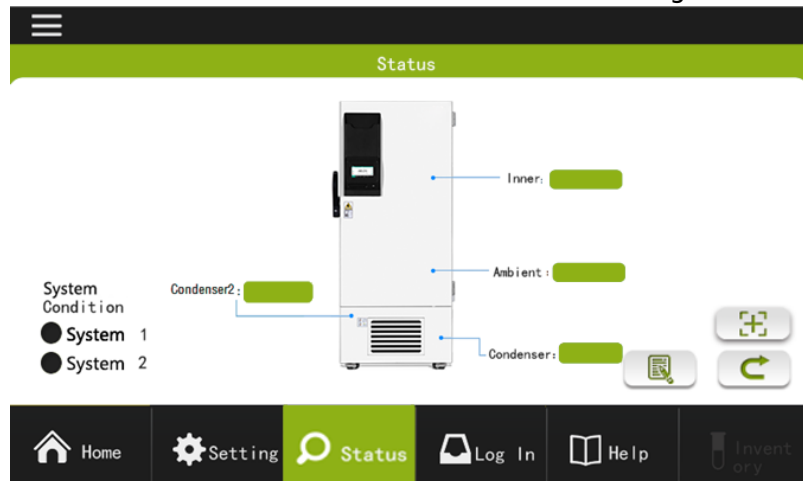 Status
Inner:
Ambient :
Condenser2:
Condenser:
System
Condition
System 1
System 2
Home
Setting
Status
Log In
Help
Invent
ory